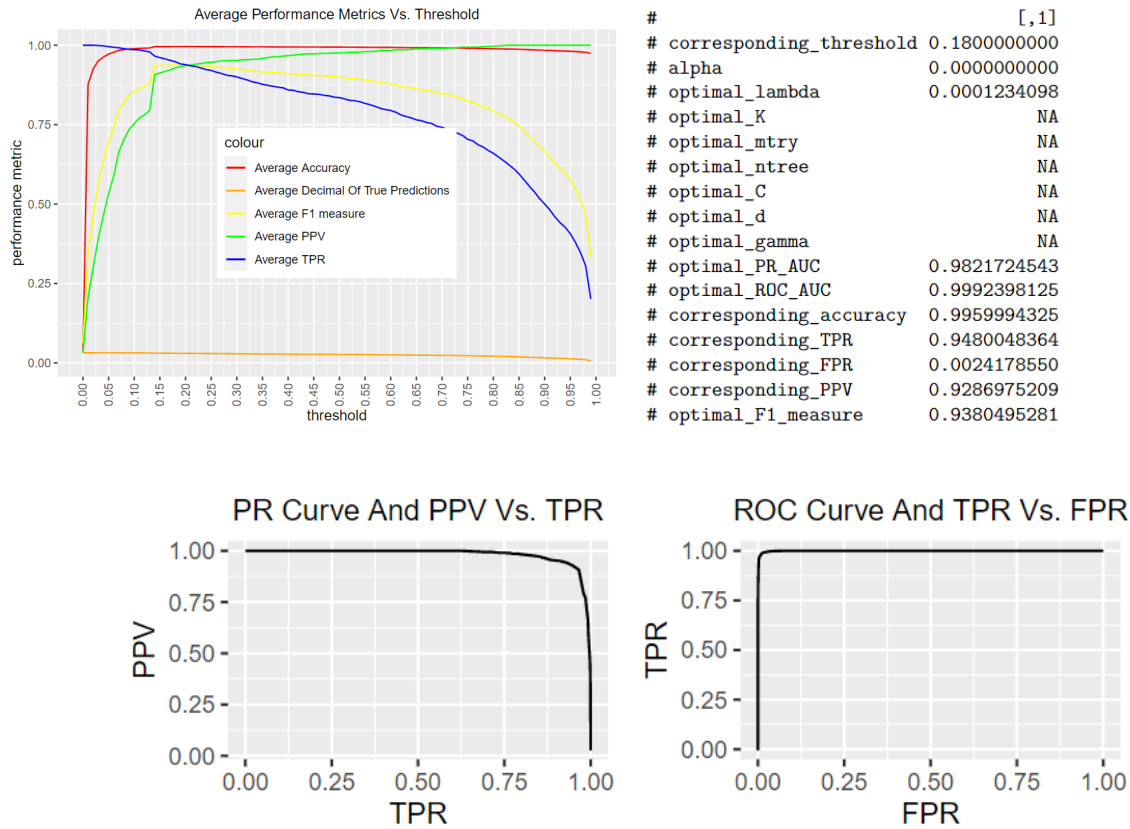 Average Performance Metrics Vs. Threshold
1.00
0.75
0.50
0.25
0.00
performance metric
colour
Average Accuracy
Average Decimal Of True Predictions
Average F1 measure
Average PPV
Average TPR
0.00 0.05 0.10 0.15 0.20 0.25 0.30 0.35 0.40 0.45 0.50 0.55 0.60 0.65 0.70 0.75 0.80 0.85 0.90 0.95 1.00
threshold
# [,1]
# corresponding_threshold 0.1800000000
# alpha 0.0000000000
# optimal_lambda 0.0001234098
# optimal_K NA
# optimal_mtry NA
# optimal_ntree NA
# optimal_C NA
# optimal_d NA
# optimal_gamma NA
# optimal_PR_AUC 0.9821724543
# optimal_ROC_AUC 0.9992398125
# corresponding_accuracy 0.9959994325
# corresponding_TPR 0.9480048364
# corresponding_FPR 0.0024178550
# corresponding_PPV 0.9286975209
# optimal_F1_measure 0.9380495281
PR Curve And PPV Vs. TPR
1.00
0.75
0.50
0.25
0.00
PPV
0.00 0.25 0.50 0.75 1.00
TPR
ROC Curve And TPR Vs. FPR
1.00
0.75
0.50
0.25
0.00
TPR
0.00 0.25 0.50 0.75 1.00
FPR